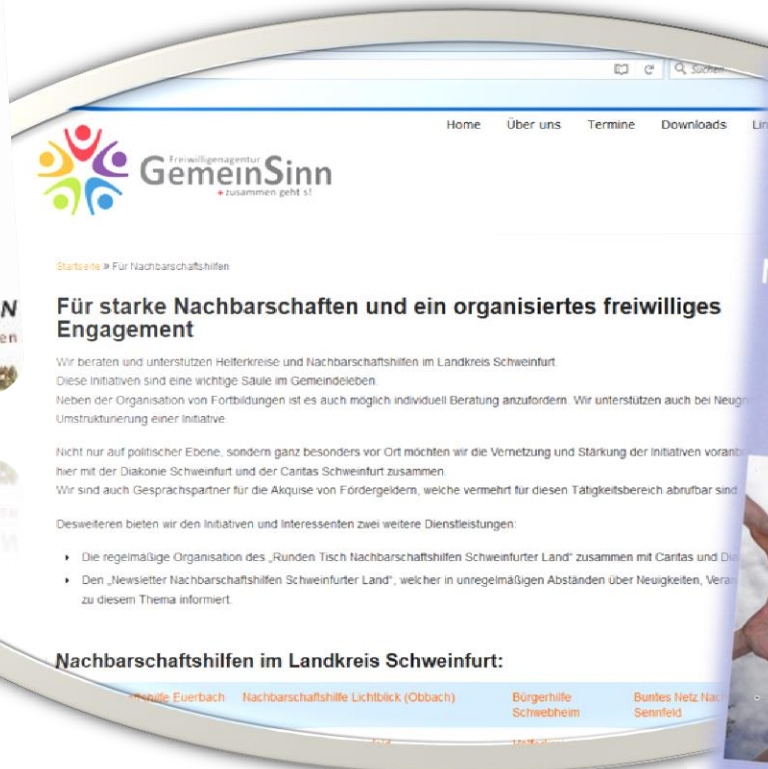 Suchen
Home Über uns Termine Downloads
Freiwilligenagentur
GemeinSinn
+zusammen geht s!
Startseite » Für Nachbarschaftshilfen
Für starke Nachbarschaften und ein organisiertes freiwilliges
Engagement
Wir beraten und unterstützen Helferkreise und Nachbarschaftshilfen im Landkreis Schweinfurt.
Diese Initiativen sind eine wichtige Säule im Gemeindeleben.
Neben der Organisation von Fortbildungen ist es auch möglich individuell Beratung anzufordern. Wir unterstützen auch bei
Umstrukturierung einer Initiative.
Nicht nur auf politischer Ebene, sondern ganz besonders vor Ort möchten wir die Vernetzung und Stärkung der Initiativen
hier mit der Diakonie Schweinfurt und der Caritas Schweinfurt zusammen.
Wir sind auch Gesprächspartner für die Akquise von Fördergeldern, welche vermehrt für diesen Tätigkeitsbereich abrufbar sind.
Desweiteren bieten wir den Initiativen und Interessenten zwei weitere Dienstleistungen:
Die regelmäßige Organisation des „Runden Tisch Nachbarschaftshilfen Schweinfurter Land“ zusammen mit Caritas und
Den „Newsletter Nachbarschaftshilfen Schweinfurter Land“, welcher in unregelmäßigen Abständen über Neuigkeiten,
zu diesem Thema informiert.
Nachbarschaftshilfen im Landkreis Schweinfurt:
Euerbach Nachbarschaftshilfe Lichtblick (Obbach) Bürgerhilfe Buntes Netz
Schwebheim Sennfeld